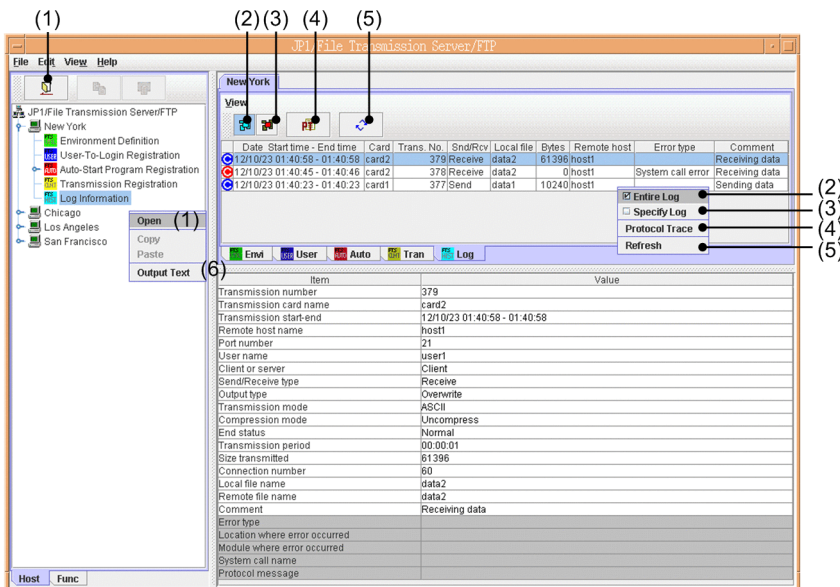 (1) (2) (3) (4) (5)
JP1/File Transmission Server/FTP
File Edit View Help
New York
View
JP1/File Transmission Server/FTP
New York
Environment Definition
User-To-Login Registration
Auto-Start Program Registration
Transmission Registration
Log Information
Chicago
Los Angeles
San Francisco
Open (1)
Copy
Paste
Output Text (6)
Date Start time - End time Card Trans. No. Snd/Rcv Local file Bytes Remote host Error type Comment
C 12/10/23 01:40:58 - 01:40:58 card2 379 Receive data2 61396 host1 Receiving data
C 12/10/23 01:40:45 - 01:40:46 card2 378 Receive data2 0 host1 System call error Receiving data
C 12/10/23 01:40:23 - 01:40:23 card1 377 Send data1 10240 host1 Sending data
Entire Log (2)
Specify Log (3)
Protocol Trace (4)
Refresh (5)
Envi User Auto Tran Log
Item Value
Transmission number 379
Transmission card name card2
Transmission start-end 12/10/23 01:40:58 - 01:40:58
Remote host name host1
Port number 21
User name user1
Client or server Client
Send/Receive type Receive
Output type Overwrite
Transmission mode ASCII
Compression mode Uncompress
End status Normal
Transmission period 00:00:01
Size transmitted 61396
Connection number 60
Local file name data2
Remote file name data2
Comment Receiving data
Error type
Location where error occurred
Module where error occurred
System call name
Protocol message
Host Func